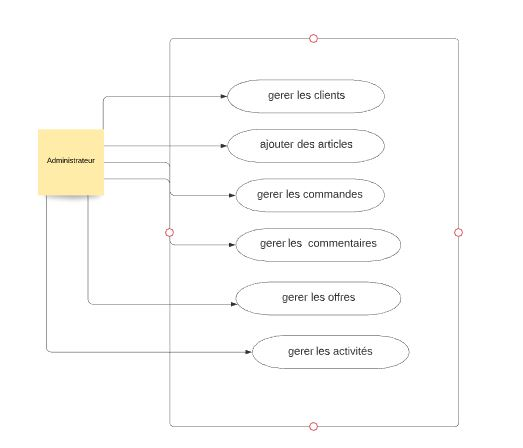 gerer les clients
ajouter des articles
Administrateur
gerer les commandes
gerer les  commentaires
gerer les offres
gerer les activités